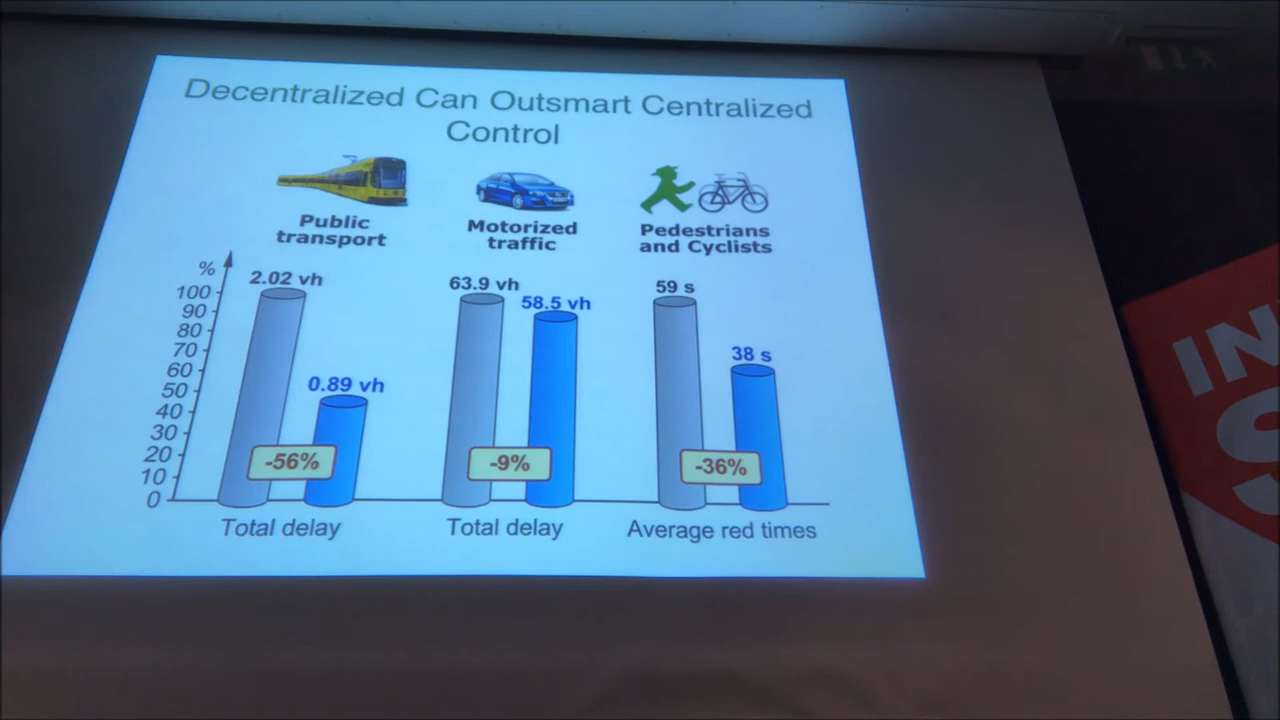 Decentralized Can Outsmart Centralized
Control
Public
transport
Motorized
traffic
Pedestrians
and Cyclists
%
100
90
80
70
60
50
40
30
20
10
0
2.02 vh
0.89 vh
-56%
63.9 vh
58.5 vh
-9%
59 s
38 s
-36%
Total delay
Total delay
Average red times
IN
S